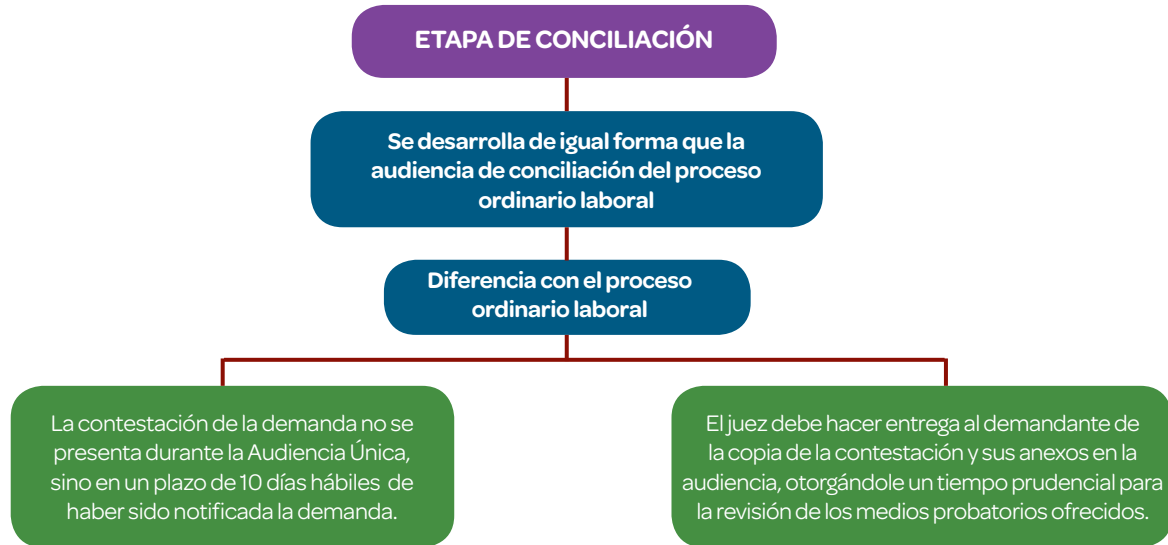 ETAPA DE CONCILIACIÓN
Se desarrolla de igual forma que la
audiencia de conciliación del proceso
ordinario laboral
Diferencia con el proceso
ordinario laboral
La contestación de la demanda no se
presenta durante la Audiencia Única,
sino en un plazo de 10 días hábiles de
haber sido notificada la demanda.
El juez debe hacer entrega al demandante de
la copia de la contestación y sus anexos en la
audiencia, otorgándole un tiempo prudencial para
la revisión de los medios probatorios ofrecidos.